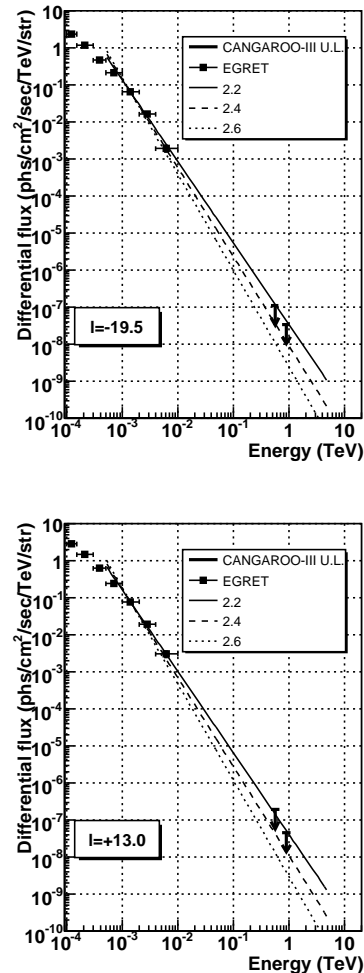 Differential flux (phs/cm²/sec/TeV/str)
10
1
10⁻¹
10⁻²
10⁻³
10⁻⁴
10⁻⁵
10⁻⁶
10⁻⁷
10⁻⁸
10⁻⁹
10⁻¹⁰
CANGAROO-III U.L.
EGRET
2.2
2.4
2.6
l=-19.5
10⁻⁴ 10⁻³ 10⁻² 10⁻¹ 1 10
Energy (TeV)
Differential flux (phs/cm²/sec/TeV/str)
10
1
10⁻¹
10⁻²
10⁻³
10⁻⁴
10⁻⁵
10⁻⁶
10⁻⁷
10⁻⁸
10⁻⁹
10⁻¹⁰
CANGAROO-III U.L.
EGRET
2.2
2.4
2.6
l=+13.0
10⁻⁴ 10⁻³ 10⁻² 10⁻¹ 1 10
Energy (TeV)